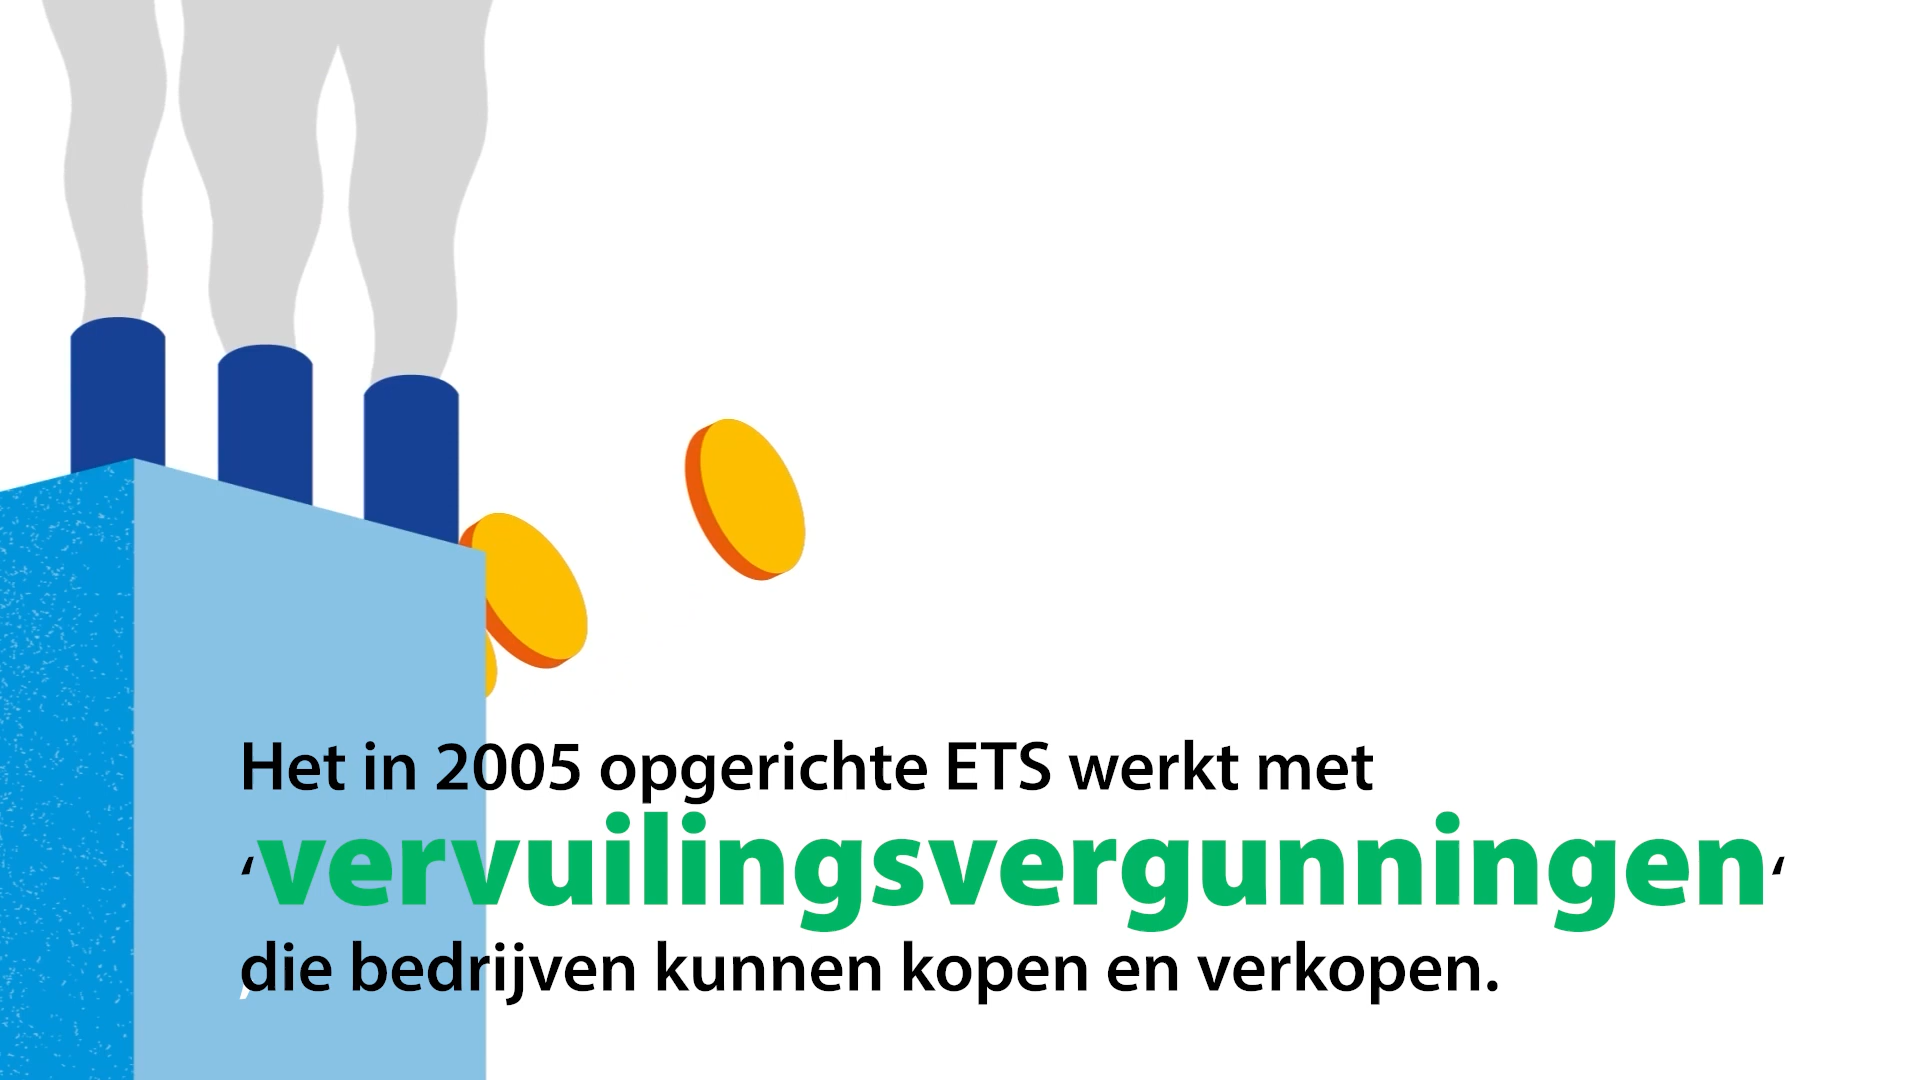 Het in 2005 opgerichte ETS werkt met
‘vervuilingsvergunningen‘
die bedrijven kunnen kopen en verkopen.